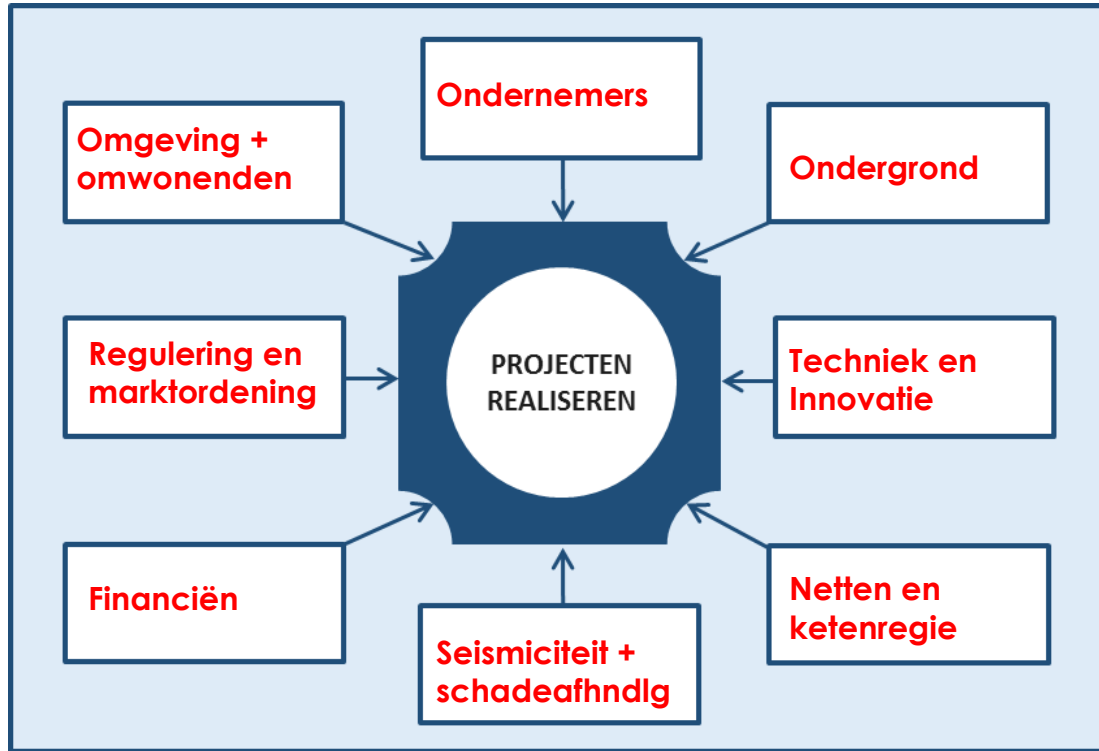 Ondernemers
Omgeving +
omwonenden
Ondergrond
Regulering en
marktordening
PROJECTEN
REALISEREN
Techniek en
Innovatie
Financiën
Seismiciteit +
schadeafhndlg
Netten en
ketenregie